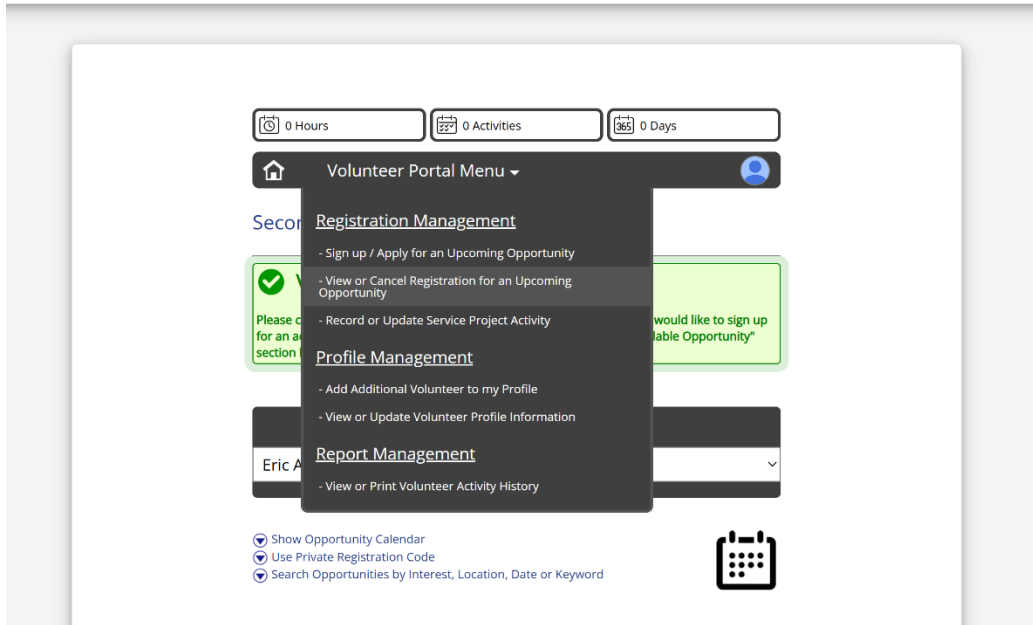 0 Hours
0 Activities
365 0 Days
Volunteer Portal Menu
Registration Management
- Sign up / Apply for an Upcoming Opportunity
- View or Cancel Registration for an Upcoming
Opportunity
- Record or Update Service Project Activity
Please
would like to sign up
for an
Opportunity"
section
Profile Management
- Add Additional Volunteer to my Profile
- View or Update Volunteer Profile Information
Report Management
Eric A
- View or Print Volunteer Activity History
Show Opportunity Calendar
Use Private Registration Code
Search Opportunities by Interest, Location, Date or Keyword